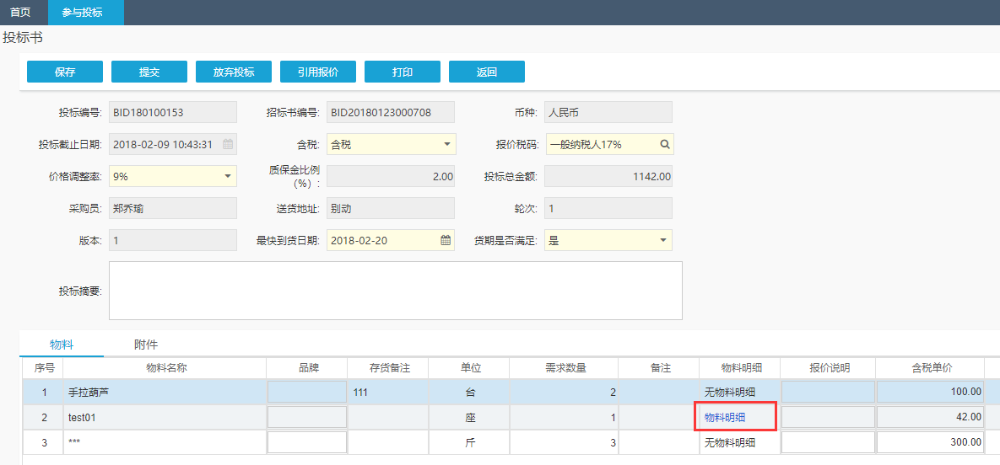 首页 参与投标
投标书
保存 提交 放弃投标 引用报价 打印 返回
投标编号: BID180100153 招标书编号: BID20180123000708 币种: 人民币
投标截止日期: 2018-02-09 10:43:31 含税: 含税 报价税码: 一般纳税人17%
价格调整率: 9% 质保金比例（%）: 2.00 投标总金额: 1142.00
采购员: 郑乔瑜 送货地址: 别动 轮次: 1
版本: 1 最快到货日期: 2018-02-20 货期是否满足: 是
投标摘要:
物料 附件
序号 物料名称 品牌 存货备注 单位 需求数量 备注 物料明细 报价说明 含税单价
1 手拉葫芦 111 台 2 无物料明细 100.00
2 test01 座 1 物料明细 42.00
3 *** 斤 3 无物料明细 300.00